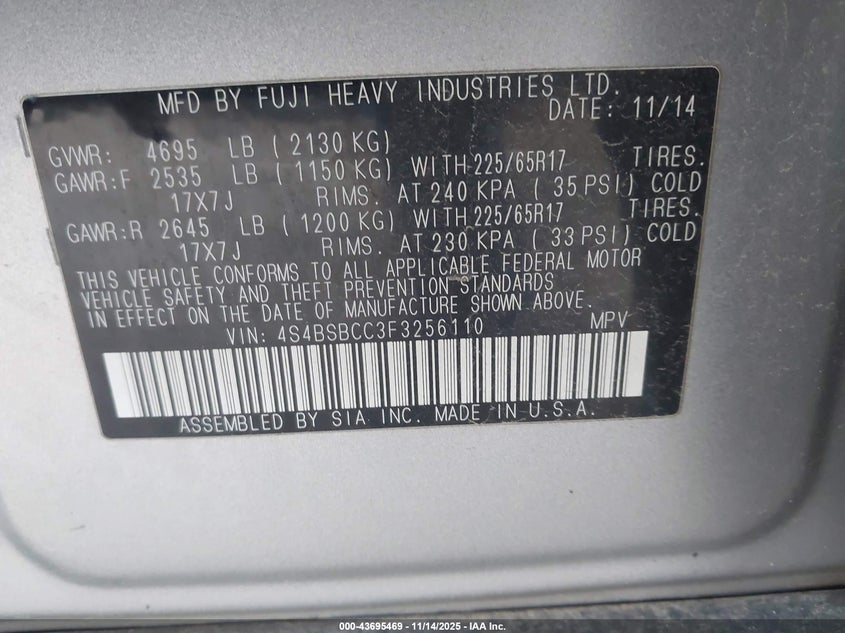 MFD BY FUJI HEAVY INDUSTRIES LTD.
DATE: 11/14
GVWR: 4695 LB ( 2130 KG)
GAWR:F 2535 LB ( 1150 KG) WITH 225/65R17 TIRES.
17X7J RIMS. AT 240 KPA ( 35 PSI) COLD
GAWR:R 2645 LB ( 1200 KG) WITH 225/65R17 TIRES.
17X7J RIMS. AT 230 KPA ( 33 PSI) COLD
THIS VEHICLE CONFORMS TO ALL APPLICABLE FEDERAL MOTOR
VEHICLE SAFETY AND THEFT PREVENTION STANDARDS
IN EFFECT ON THE DATE OF MANUFACTURE SHOWN ABOVE.
VIN: 4S4BSBCC3F3256110 MPV
ASSEMBLED BY SIA INC. MADE IN U.S.A.
000-43695469 - 11/14/2025 - IAA Inc.